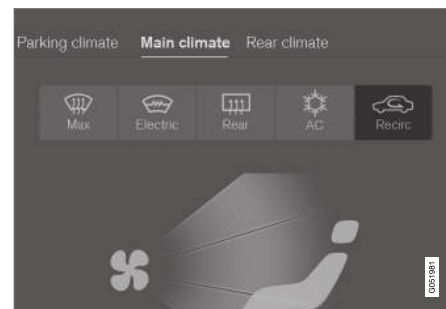 Parking climate Main climate Rear climate
Max Electric Rear AC Recirc
G051981